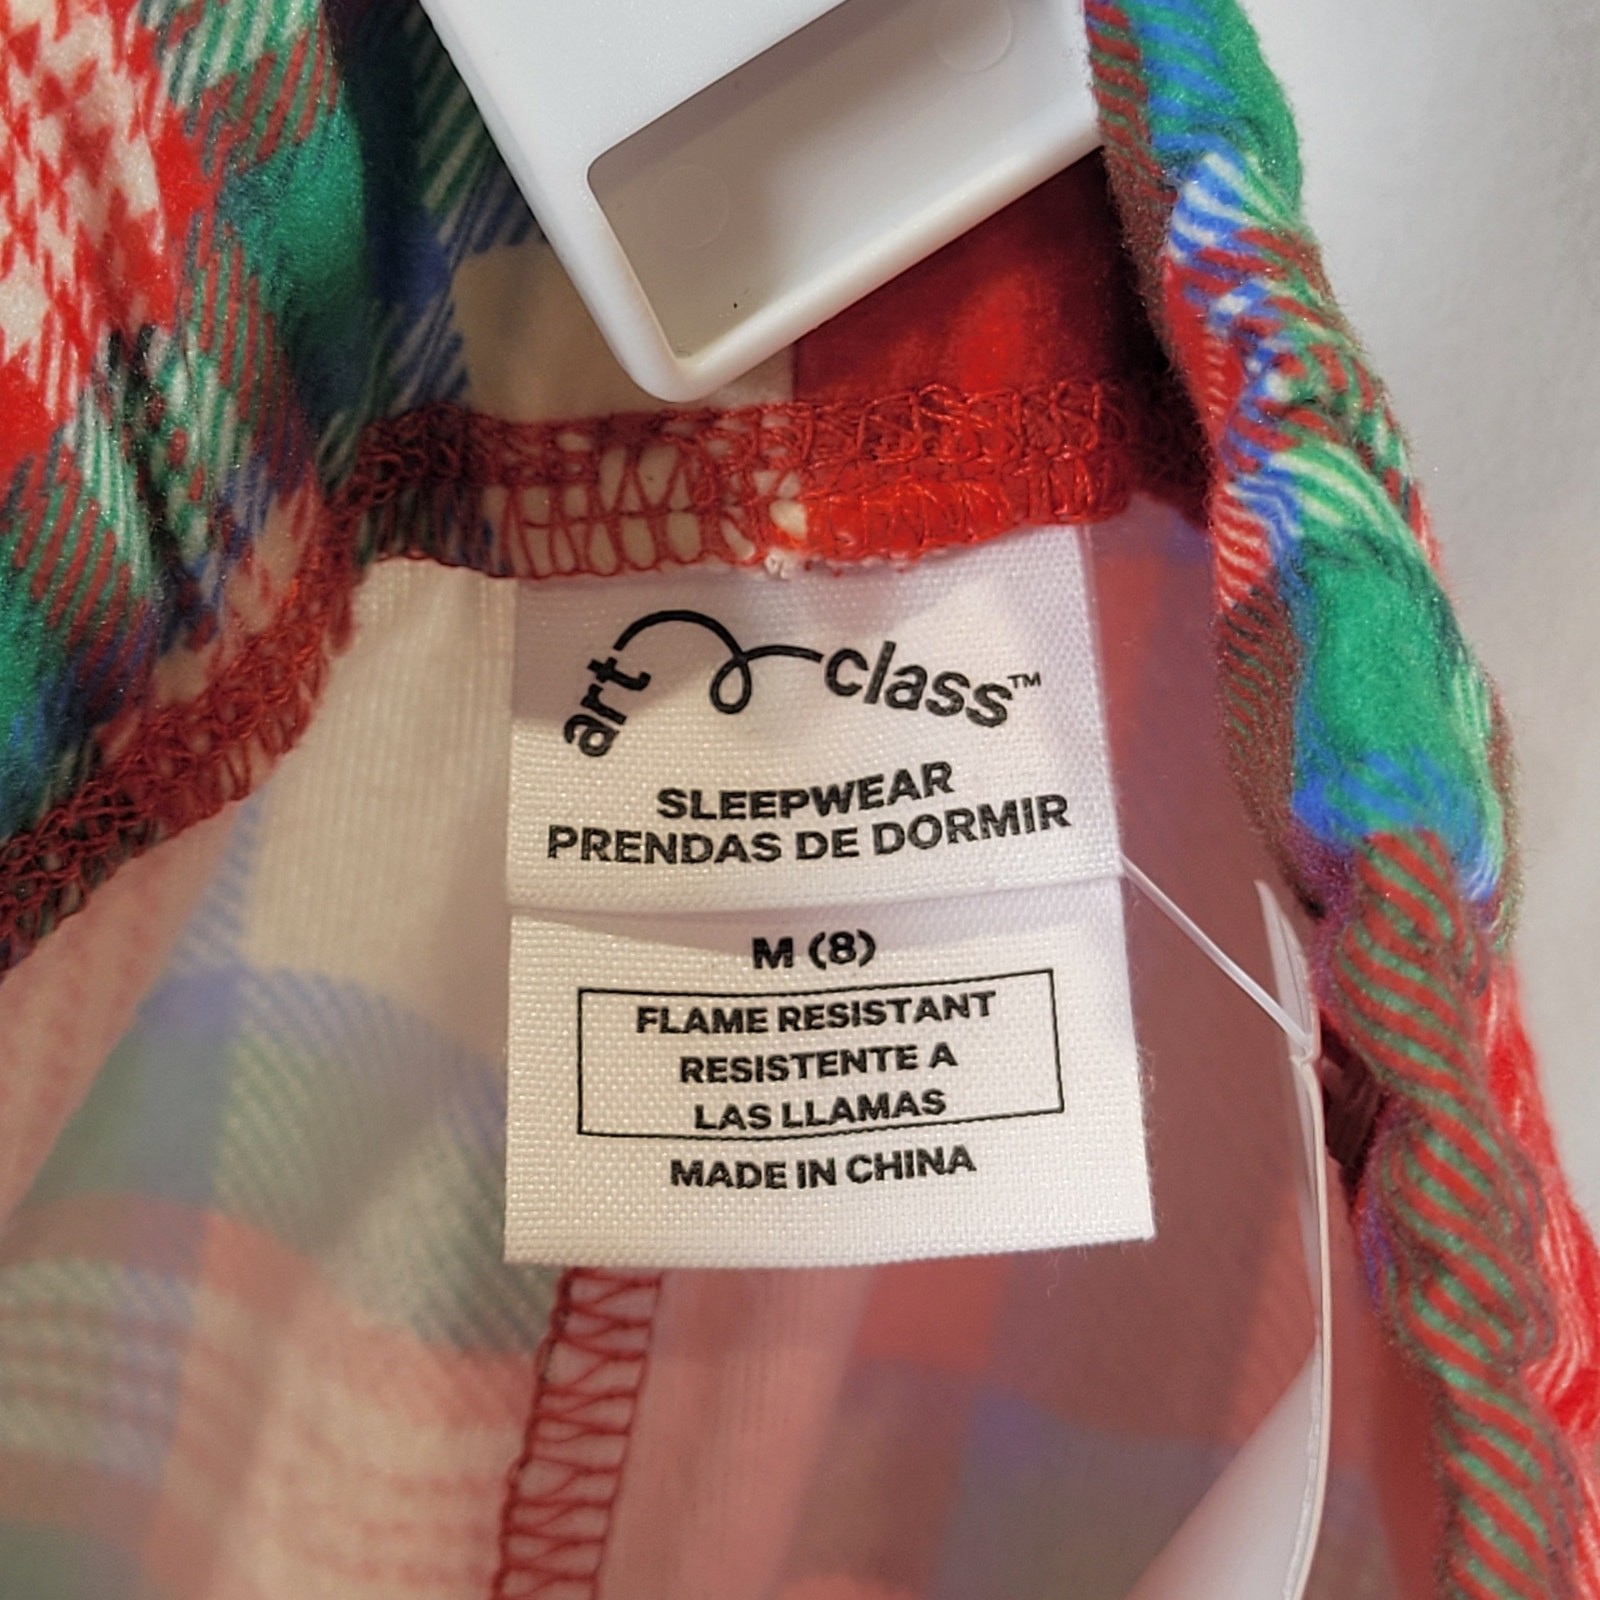 art class™
SLEEPWEAR
PRENDAS DE DORMIR
M (8)
FLAME RESISTANT
RESISTENTE A
LAS LLAMAS
MADE IN CHINA